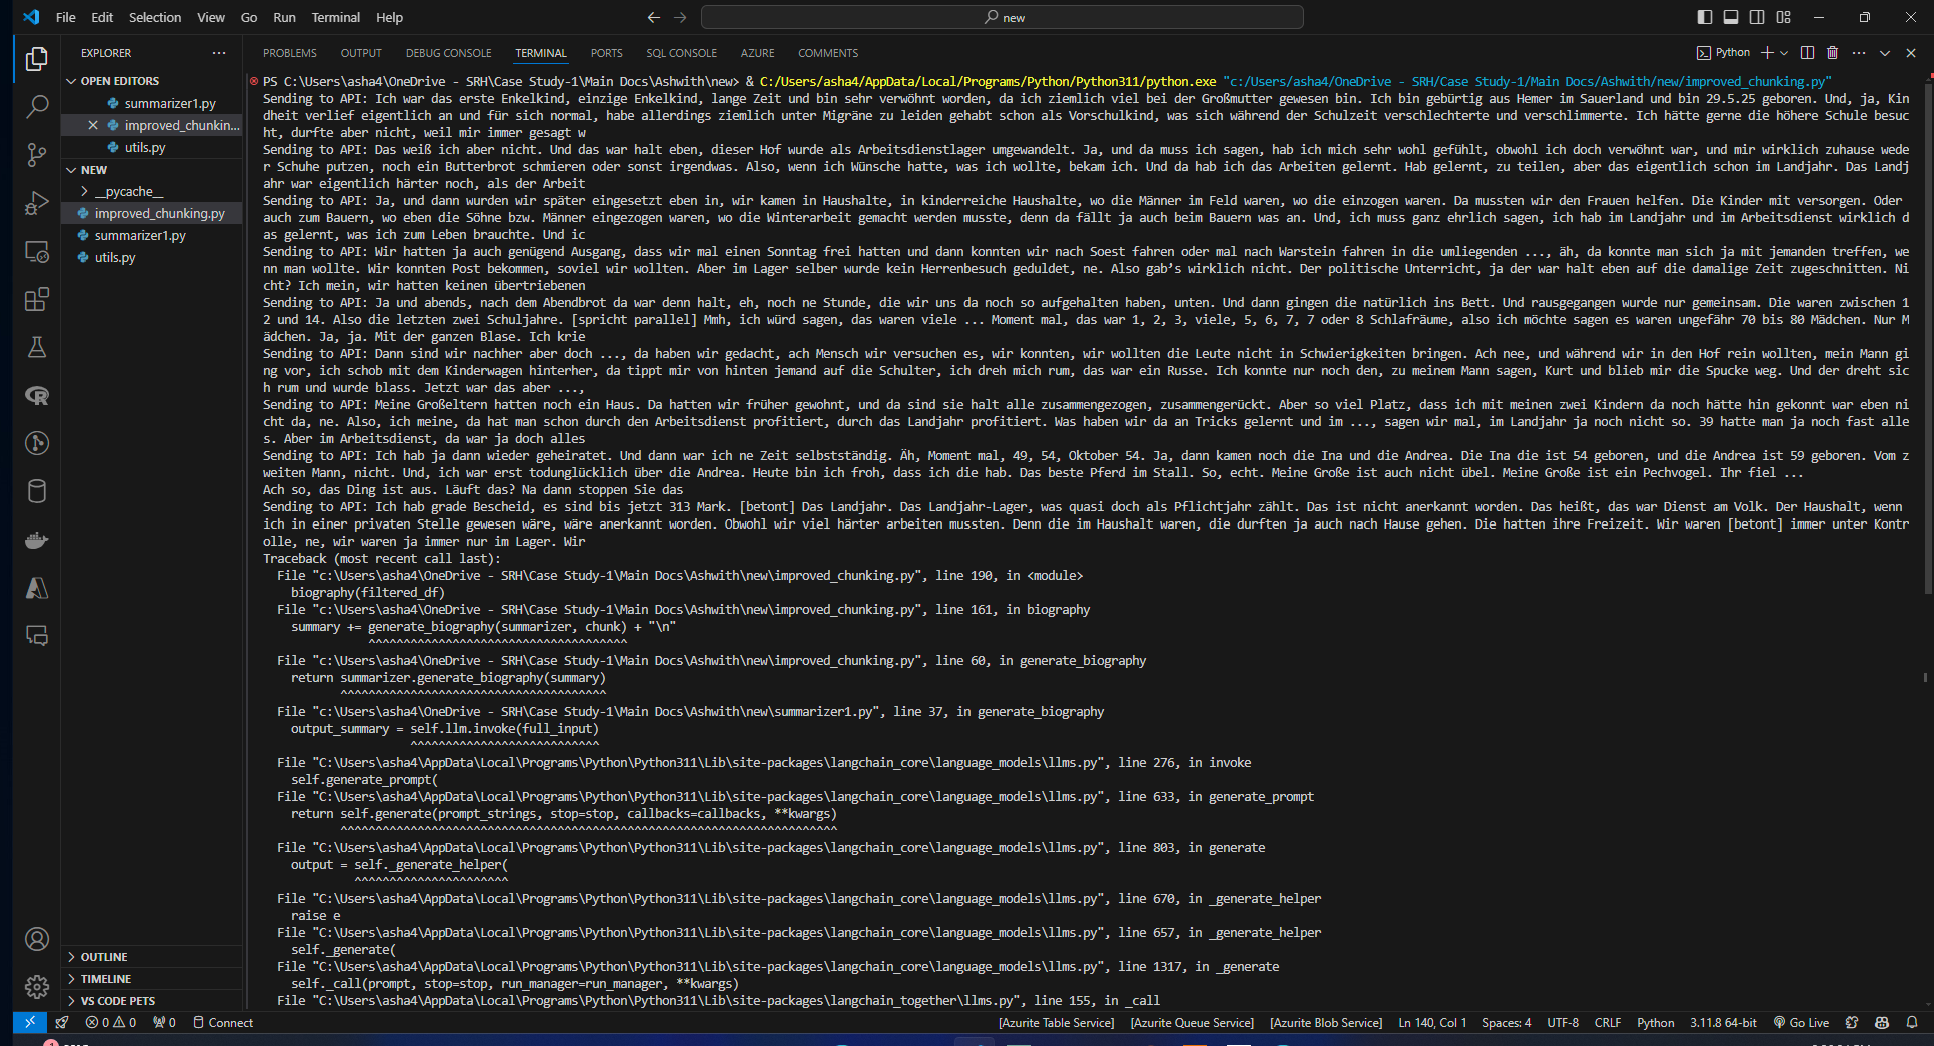 File Edit Selection View Go Run Terminal Help
new
EXPLORER
OPEN EDITORS
summarizer1.py
improved_chunkin...
utils.py
NEW
__pycache__
improved_chunking.py
summarizer1.py
utils.py
OUTLINE
TIMELINE
VS CODE PETS
PROBLEMS OUTPUT DEBUG CONSOLE TERMINAL PORTS SQL CONSOLE AZURE COMMENTS
Python
PS C:\Users\asha4\OneDrive - SRH\Case Study-1\Main Docs\Ashwith\new> & C:/Users/asha4/AppData/Local/Programs/Python/Python311/python.exe "c:/Users/asha4/OneDrive - SRH/Case Study-1/Main Docs/Ashwith/new/improved_chunking.py"
Sending to API: Ich war das erste Enkelkind, einzige Enkelkind, lange Zeit und bin sehr verwöhnt worden, da ich ziemlich viel bei der Großmutter gewesen bin. Ich bin gebürtig aus Hemer im Sauerland und bin 29.5.25 geboren. Und, ja, Kin
dheit verlief eigentlich an und für sich normal, habe allerdings ziemlich unter Migräne zu leiden gehabt schon als Vorschulkind, was sich während der Schulzeit verschlechterte und verschlimmerte. Ich hätte gerne die höhere Schule besuc
ht, durfte aber nicht, weil mir immer gesagt w
Sending to API: Das weiß ich aber nicht. Und das war halt eben, dieser Hof wurde als Arbeitsdienstlager umgewandelt. Ja, und da muss ich sagen, hab ich mich sehr wohl gefühlt, obwohl ich doch verwöhnt war, und mir wirklich zuhause wede
r Schuhe putzen, noch ein Butterbrot schmieren oder sonst irgendwas. Also, wenn ich Wünsche hatte, was ich wollte, bekam ich. Und da hab ich das Arbeiten gelernt. Hab gelernt, zu teilen, aber das eigentlich schon im Landjahr. Das Landj
ahr war eigentlich härter noch, als der Arbeit
Sending to API: Ja, und dann wurden wir später eingesetzt eben in, wir kamen in Haushalte, in kinderreiche Haushalte, wo die Männer im Feld waren, wo die einzogen waren. Da mussten wir den Frauen helfen. Die Kinder mit versorgen. Oder
auch zum Bauern, wo eben die Söhne bzw. Männer eingezogen waren, wo die Winterarbeit gemacht werden musste, denn da fällt ja auch beim Bauern was an. Und, ich muss ganz ehrlich sagen, ich hab im Landjahr und im Arbeitsdienst wirklich d
as gelernt, was ich zum Leben brauchte. Und ic
Sending to API: Wir hatten ja auch genügend Ausgang, dass wir mal einen Sonntag frei hatten und dann konnten wir nach Soest fahren oder mal nach Warstein fahren in die umliegenden ..., äh, da konnte man sich ja mit jemanden treffen, we
nn man wollte. Wir konnten Post bekommen, soviel wir wollten. Aber im Lager selber wurde kein Herrenbesuch geduldet, ne. Also gab's wirklich nicht. Der politische Unterricht, ja der war halt eben auf die damalige Zeit zugeschnitten. Ni
cht? Ich mein, wir hatten keinen übertriebenen
Sending to API: Ja und abends, nach dem Abendbrot da war denn halt, eh, noch ne Stunde, die wir uns da noch so aufgehalten haben, unten. Und dann gingen die natürlich ins Bett. Und rausgegangen wurde nur gemeinsam. Die waren zwischen 1
2 und 14. Also die letzten zwei Schuljahre. [spricht parallel] Mmh, ich würd sagen, das waren viele ... Moment mal, das war 1, 2, 3, viele, 5, 6, 7, 7 oder 8 Schlafräume, also ich möchte sagen es waren ungefähr 70 bis 80 Mädchen. Nur M
ädchen. Ja, ja. Mit der ganzen Blase. Ich krie
Sending to API: Dann sind wir nachher aber doch ..., da haben wir gedacht, ach Mensch wir versuchen es, wir konnten, wir wollten die Leute nicht in Schwierigkeiten bringen. Ach nee, und während wir in den Hof rein wollten, mein Mann gi
ng vor, ich schob mit dem Kinderwagen hinterher, da tippt mir von hinten jemand auf die Schulter, ich dreh mich rum, das war ein Russe. Ich konnte nur noch den, zu meinem Mann sagen, Kurt und blieb mir die Spucke weg. Und der dreht sic
h rum und wurde blass. Jetzt war das aber ...,
Sending to API: Meine Großeltern hatten noch ein Haus. Da hatten wir früher gewohnt, und da sind sie halt alle zusammengezogen, zusammengerückt. Aber so viel Platz, dass ich mit meinen zwei Kindern da noch hätte hin gekonnt war eben ni
cht da, ne. Also, ich meine, da hat man schon durch den Arbeitsdienst profitiert, durch das Landjahr profitiert. Was haben wir da an Tricks gelernt und im ..., sagen wir mal, im Landjahr ja noch nicht so. 39 hatte man ja noch fast alle
s. Aber im Arbeitsdienst, da war ja doch alles
Sending to API: Ich hab ja dann wieder geheiratet. Und dann war ich ne Zeit selbstständig. Äh, Moment mal, 49, 54, Oktober 54. Ja, dann kamen noch die Ina und die Andrea. Die Ina die ist 54 geboren, und die Andrea ist 59 geboren. Vom z
weiten Mann, nicht. Und, ich war erst todunglücklich über die Andrea. Heute bin ich froh, dass ich die hab. Das beste Pferd im Stall. So, echt. Meine Große ist auch nicht übel. Meine Große ist ein Pechvogel. Ihr fiel ...
Ach so, das Ding ist aus. Läuft das? Na dann stoppen Sie das
Sending to API: Ich hab grade Bescheid, es sind bis jetzt 313 Mark. [betont] Das Landjahr. Das Landjahr-Lager, was quasi doch als Pflichtjahr zählt. Das ist nicht anerkannt worden. Das heißt, das war Dienst am Volk. Der Haushalt, wenn
ich in einer privaten Stelle gewesen wäre, wäre anerkannt worden. Obwohl wir viel härter arbeiten mussten. Denn die im Haushalt waren, die durften ja auch nach Hause gehen. Die hatten ihre Freizeit. Wir waren [betont] immer unter Kontr
olle, ne, wir waren ja immer nur im Lager. Wir
Traceback (most recent call last):
File "c:\Users\asha4\OneDrive - SRH\Case Study-1\Main Docs\Ashwith\new\improved_chunking.py", line 190, in <module>
biography(filtered_df)
File "c:\Users\asha4\OneDrive - SRH\Case Study-1\Main Docs\Ashwith\new\improved_chunking.py", line 161, in biography
summary += generate_biography(summarizer, chunk) + "\n"
^^^^^^^^^^^^^^^^^^^^^^^^^^^^^^^^^^^^^
File "c:\Users\asha4\OneDrive - SRH\Case Study-1\Main Docs\Ashwith\new\improved_chunking.py", line 60, in generate_biography
return summarizer.generate_biography(summary)
^^^^^^^^^^^^^^^^^^^^^^^^^^^^^^^^^^^^^^
File "c:\Users\asha4\OneDrive - SRH\Case Study-1\Main Docs\Ashwith\new\summarizer1.py", line 37, in generate_biography
output_summary = self.llm.invoke(full_input)
^^^^^^^^^^^^^^^^^^^^^^^^^^^
File "C:\Users\asha4\AppData\Local\Programs\Python\Python311\Lib\site-packages\langchain_core\language_models\llms.py", line 276, in invoke
self.generate_prompt(
File "C:\Users\asha4\AppData\Local\Programs\Python\Python311\Lib\site-packages\langchain_core\language_models\llms.py", line 633, in generate_prompt
return self.generate(prompt_strings, stop=stop, callbacks=callbacks, **kwargs)
^^^^^^^^^^^^^^^^^^^^^^^^^^^^^^^^^^^^^^^^^^^^^^^^^^^^^^^^^^^^^^^^^^^^^^^
File "C:\Users\asha4\AppData\Local\Programs\Python\Python311\Lib\site-packages\langchain_core\language_models\llms.py", line 803, in generate
output = self._generate_helper(
^^^^^^^^^^^^^^^^^^^^^^
File "C:\Users\asha4\AppData\Local\Programs\Python\Python311\Lib\site-packages\langchain_core\language_models\llms.py", line 670, in _generate_helper
raise e
File "C:\Users\asha4\AppData\Local\Programs\Python\Python311\Lib\site-packages\langchain_core\language_models\llms.py", line 657, in _generate_helper
self._generate(
File "C:\Users\asha4\AppData\Local\Programs\Python\Python311\Lib\site-packages\langchain_core\language_models\llms.py", line 1317, in _generate
self._call(prompt, stop=stop, run_manager=run_manager, **kwargs)
File "C:\Users\asha4\AppData\Local\Programs\Python\Python311\Lib\site-packages\langchain_together\llms.py", line 155, in _call
0 0 0 Connect [Azurite Table Service] [Azurite Queue Service] [Azurite Blob Service] Ln 140, Col 1 Spaces: 4 UTF-8 CRLF Python 3.11.8 64-bit Go Live